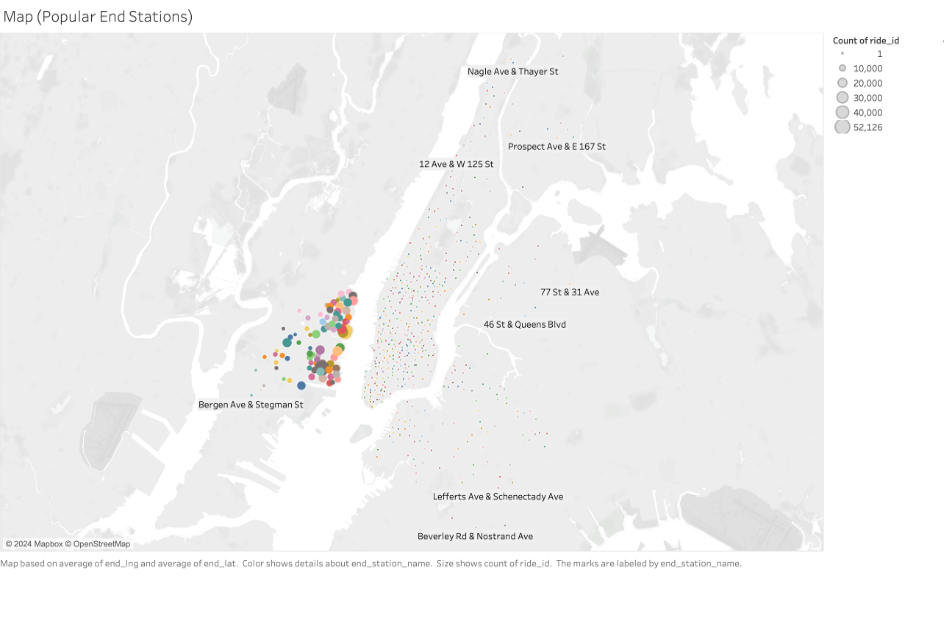 Map (Popular End Stations)
Count of ride_id
1
10,000
20,000
30,000
40,000
52,126
Nagle Ave & Thayer St
Prospect Ave & E 167 St
12 Ave & W 125 St
77 St & 31 Ave
46 St & Queens Blvd
Bergen Ave & Stegman St
Lefferts Ave & Schenectady Ave
Beverley Rd & Nostrand Ave
© 2024 Mapbox © OpenStreetMap
Map based on average of end_lng and average of end_lat. Color shows details about end_station_name. Size shows count of ride_id. The marks are labeled by end_station_name.